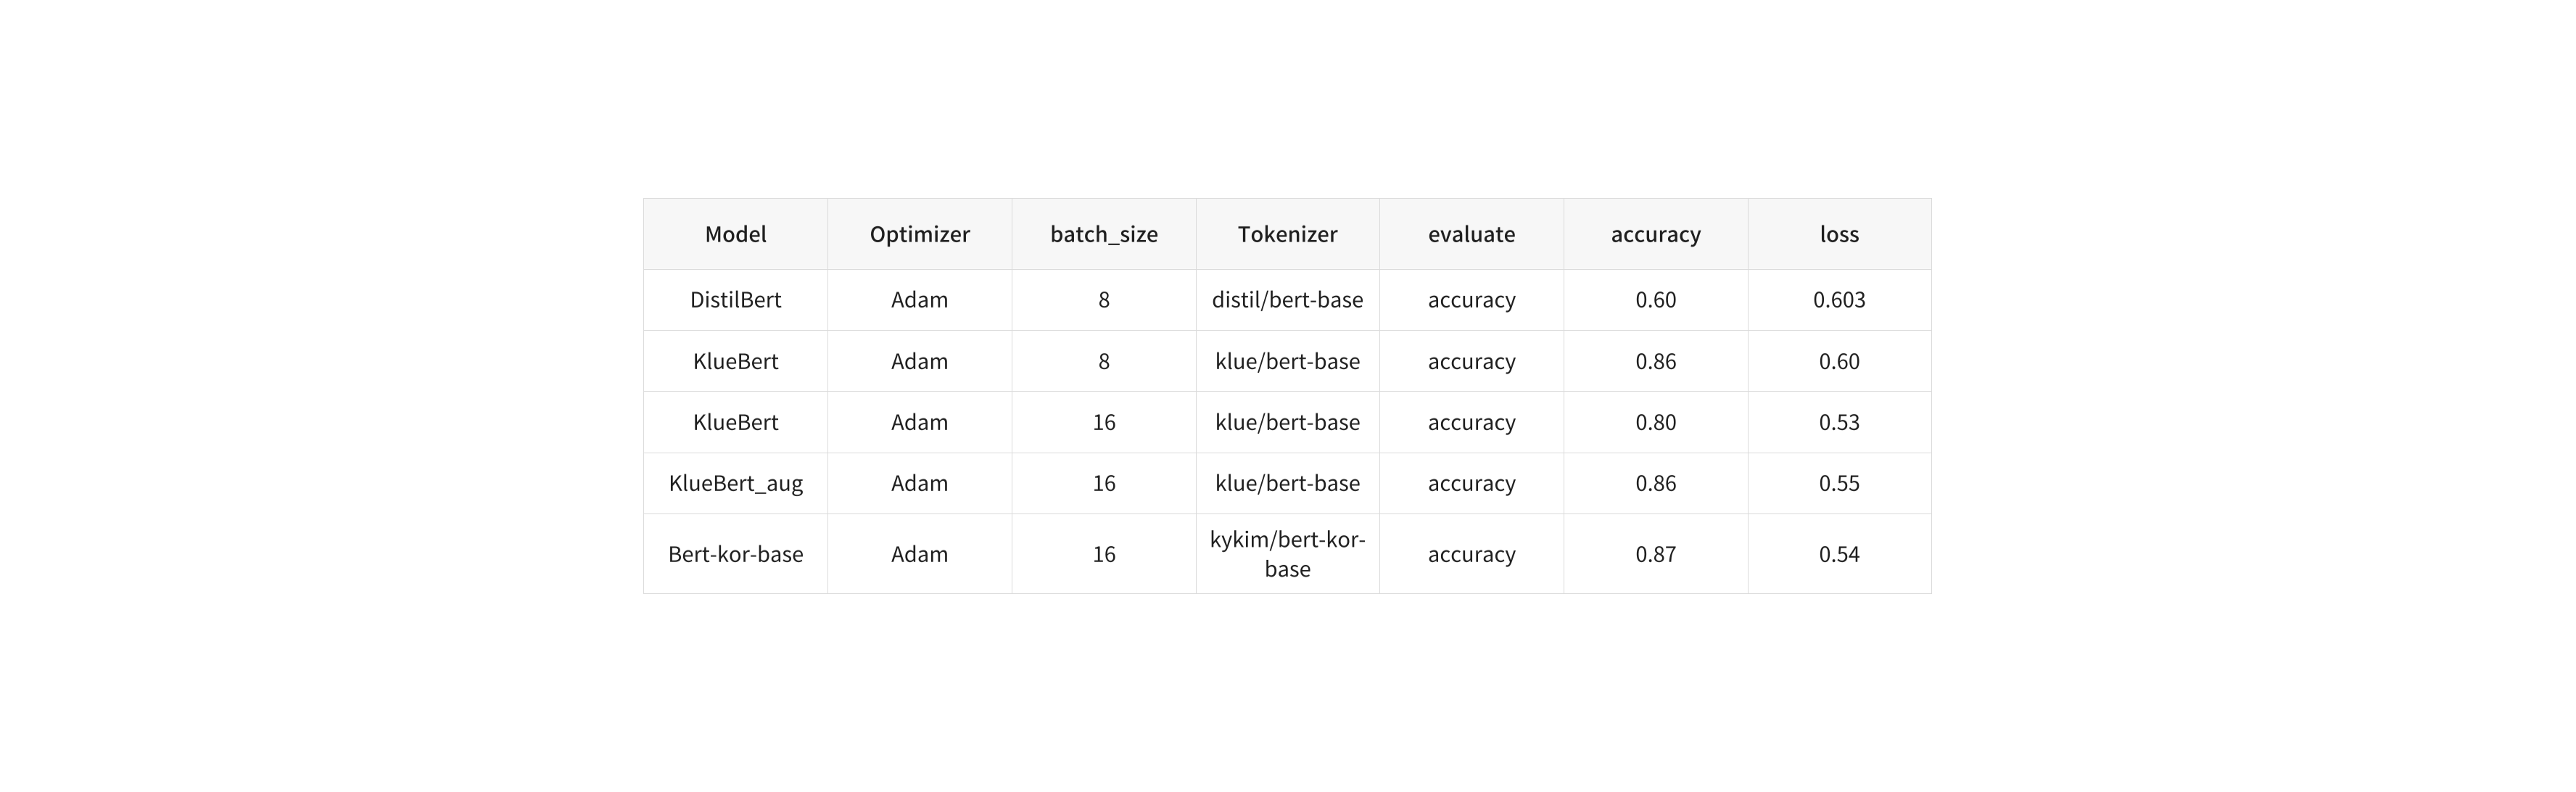 Model Optimizer batch_size Tokenizer evaluate accuracy loss
DistilBert Adam 8 distil/bert-base accuracy 0.60 0.603
KlueBert Adam 8 klue/bert-base accuracy 0.86 0.60
KlueBert Adam 16 klue/bert-base accuracy 0.80 0.53
KlueBert_aug Adam 16 klue/bert-base accuracy 0.86 0.55
Bert-kor-base Adam 16 kykim/bert-kor-
base accuracy 0.87 0.54